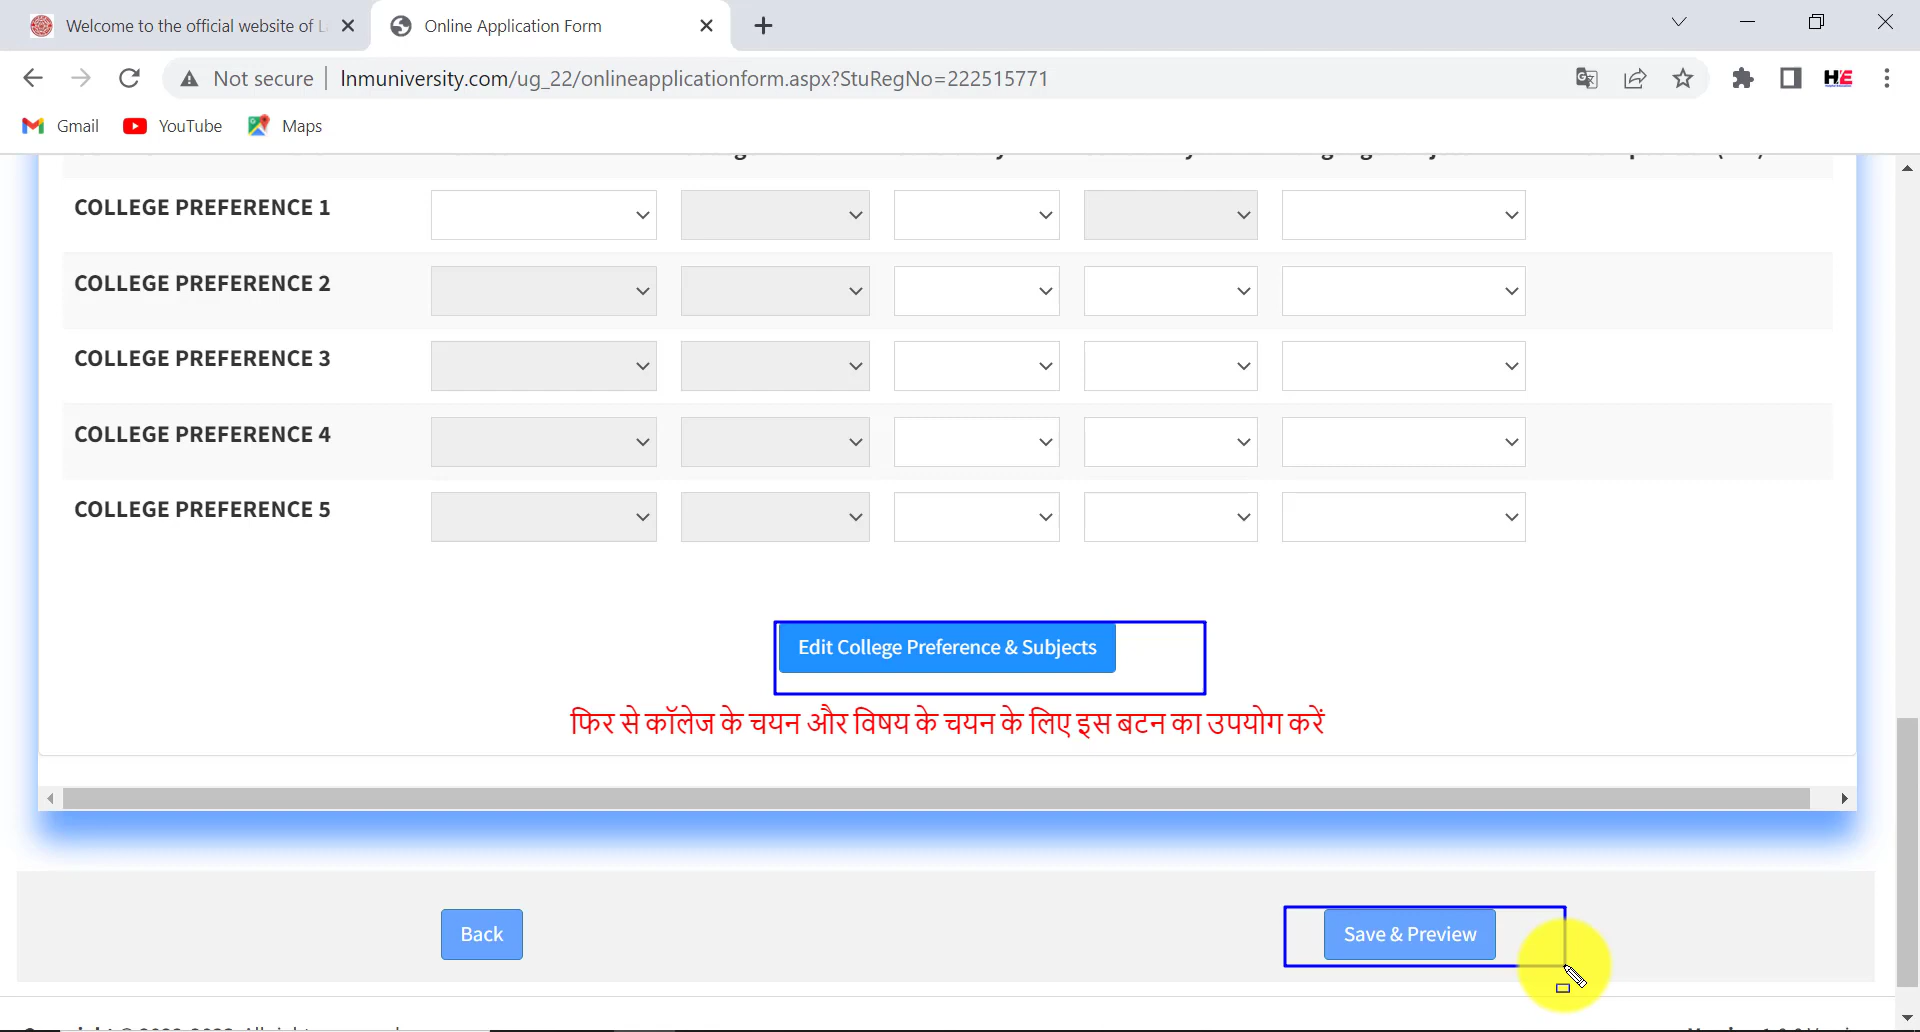 Welcome to the official website of L
Online Application Form
Not secure
lnmuniversity.com/ug_22/onlineapplicationform.aspx?StuRegNo=222515771
Gmail
YouTube
Maps
COLLEGE PREFERENCE 1
COLLEGE PREFERENCE 2
COLLEGE PREFERENCE 3
COLLEGE PREFERENCE 4
COLLEGE PREFERENCE 5
Edit College Preference & Subjects
फिर से कॉलेज के चयन और विषय के चयन के लिए इस बटन का उपयोग करें
Back
Save & Preview